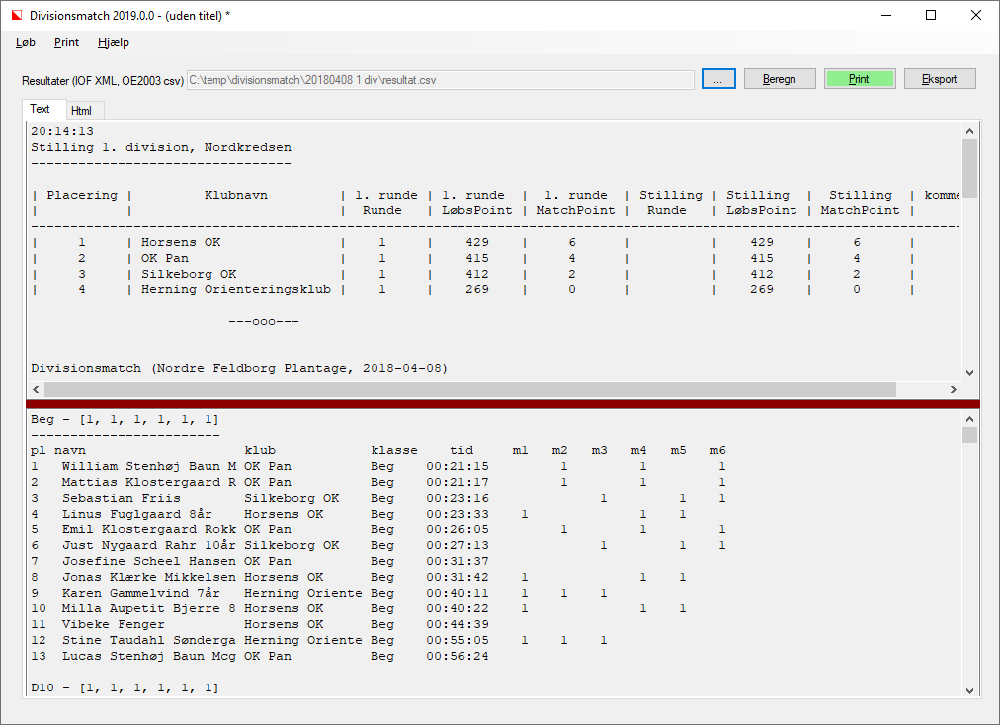 Divisionsmatch 2019.0.0 - (uden titel) *
Løb Print Hjælp
Resultater (IOF XML, OE2003 csv) C:\temp\divisionsmatch\20180408 1 div\resultat.csv ... Beregn Print Eksport
Text Html
20:14:13
Stilling 1. division, Nordkredsen
---------------------------------
| Placering | Klubnavn | 1. runde | 1. runde | 1. runde | Stilling | Stilling | Stilling | komme
| | | Runde | LøbsPoint | MatchPoint | Runde | LøbsPoint | MatchPoint |
----------------------------------------------------------------------------------------------------------------------
| 1 | Horsens OK | 1 | 429 | 6 | | 429 | 6 |
| 2 | OK Pan | 1 | 415 | 4 | | 415 | 4 |
| 3 | Silkeborg OK | 1 | 412 | 2 | | 412 | 2 |
| 4 | Herning Orienteringsklub | 1 | 269 | 0 | | 269 | 0 |
---ooo---
Divisionsmatch (Nordre Feldborg Plantage, 2018-04-08)
Beg - [1, 1, 1, 1, 1, 1]
------------------------
pl navn klub klasse tid m1 m2 m3 m4 m5 m6
1 William Stenhøj Baun M OK Pan Beg 00:21:15 1 1 1
2 Mattias Klostergaard R OK Pan Beg 00:21:17 1 1 1
3 Sebastian Friis Silkeborg OK Beg 00:23:16 1 1 1
4 Linus Fuglgaard 8år Horsens OK Beg 00:23:33 1 1 1
5 Emil Klostergaard Rokk OK Pan Beg 00:26:05 1 1 1
6 Just Nygaard Rahr 10år Silkeborg OK Beg 00:27:13 1 1 1
7 Josefine Scheel Hansen OK Pan Beg 00:31:37
8 Jonas Klærke Mikkelsen Horsens OK Beg 00:31:42 1 1 1
9 Karen Gammelvind 7år Herning Oriente Beg 00:40:11 1 1 1
10 Milla Aupetit Bjerre 8 Horsens OK Beg 00:40:22 1 1 1
11 Vibeke Fenger Horsens OK Beg 00:44:39
12 Stine Taudahl Sønderga Herning Oriente Beg 00:55:05 1 1 1
13 Lucas Stenhøj Baun Mcg OK Pan Beg 00:56:24
D10 - [1, 1, 1, 1, 1, 1]